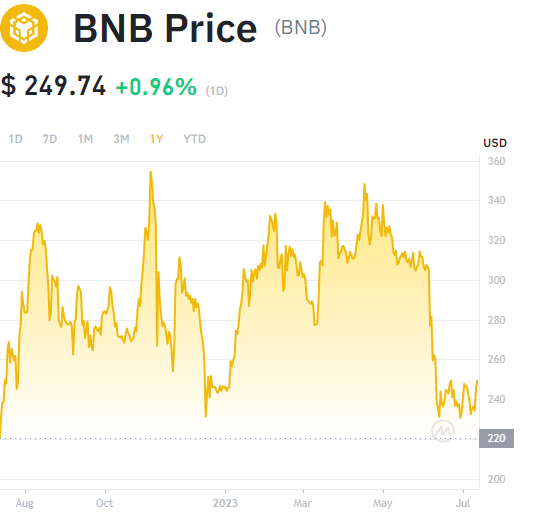 BNB Price (BNB)
$ 249.74 +0.96% (1D)
1D 7D 1M 3M 1Y YTD
USD
360
340
320
300
280
260
240
220
200
Aug Oct 2023 Mar May Jul